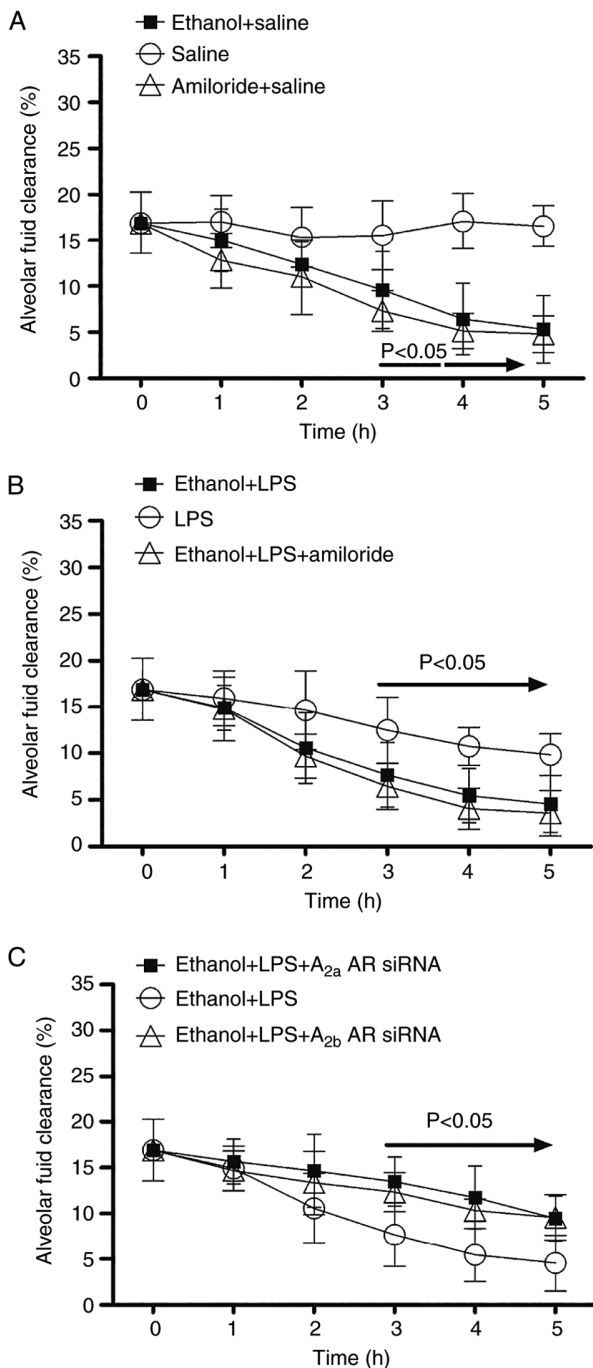 A
Ethanol+saline
Saline
Amiloride+saline
Alveolar fuid clearance (%)
35
30
25
20
15
10
5
0
P<0.05
0 1 2 3 4 5
Time (h)
B
Ethanol+LPS
LPS
Ethanol+LPS+amiloride
Alveolar fuid clearance (%)
35
30
25
20
15
10
5
0
P<0.05
0 1 2 3 4 5
Time (h)
C
Ethanol+LPS+A2a AR siRNA
Ethanol+LPS
Ethanol+LPS+A2b AR siRNA
Alveolar fuid clearance (%)
35
30
25
20
15
10
5
0
P<0.05
0 1 2 3 4 5
Time (h)